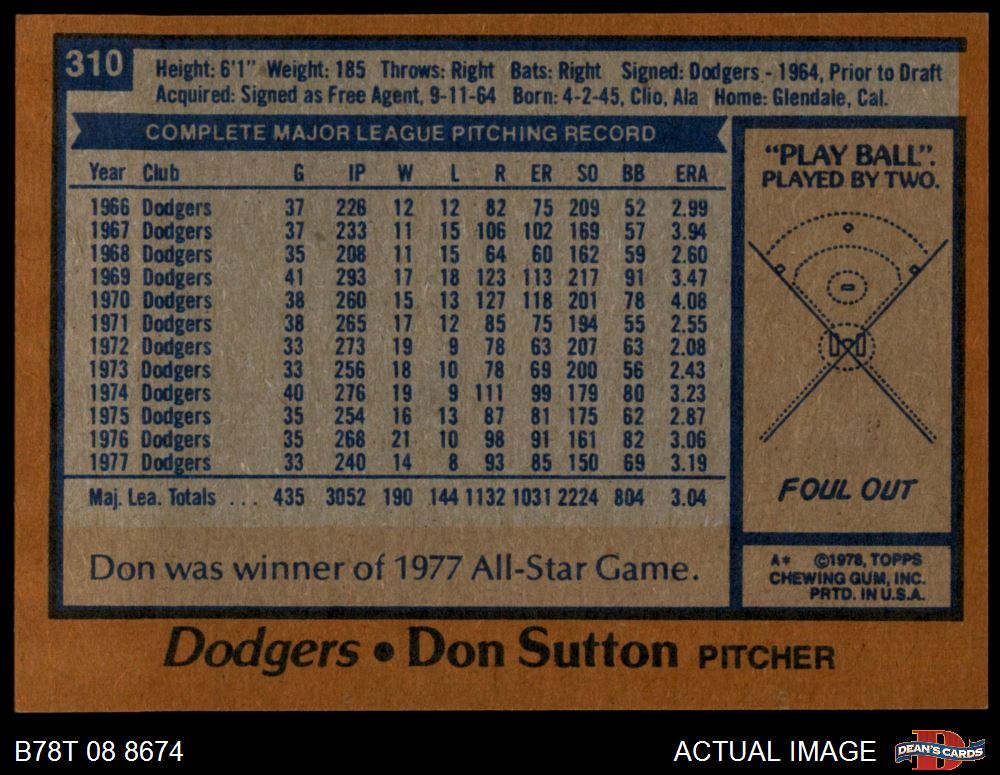 310
Height: 6'1" Weight: 185 Throws: Right Bats: Right Signed: Dodgers - 1964, Prior to Draft
Acquired: Signed as Free Agent, 9-11-64 Born: 4-2-45, Clio, Ala Home: Glendale, Cal.
COMPLETE MAJOR LEAGUE PITCHING RECORD
Year Club G IP W L R ER SO BB ERA
1966 Dodgers 37 226 12 12 82 75 209 52 2.99
1967 Dodgers 37 233 11 15 106 102 169 57 3.94
1968 Dodgers 35 208 11 15 64 60 162 59 2.60
1969 Dodgers 41 293 17 18 123 113 217 91 3.47
1970 Dodgers 38 260 15 13 127 118 201 78 4.08
1971 Dodgers 38 265 17 12 85 75 194 55 2.55
1972 Dodgers 33 273 19 9 78 63 207 63 2.08
1973 Dodgers 33 256 18 10 78 69 200 56 2.43
1974 Dodgers 40 276 19 9 111 99 179 80 3.23
1975 Dodgers 35 254 16 13 87 81 175 62 2.87
1976 Dodgers 35 268 21 10 98 91 161 82 3.06
1977 Dodgers 33 240 14 8 93 85 150 69 3.19
Maj. Lea. Totals ... 435 3052 190 144 1132 1031 2224 804 3.04
Don was winner of 1977 All-Star Game.
"PLAY BALL".
PLAYED BY TWO.
FOUL OUT
A* ©1978, TOPPS
CHEWING GUM, INC.
PRTD. IN U.S.A.
Dodgers • Don Sutton PITCHER
B78T 08 8674
ACTUAL IMAGE
D
DEAN'S CARDS